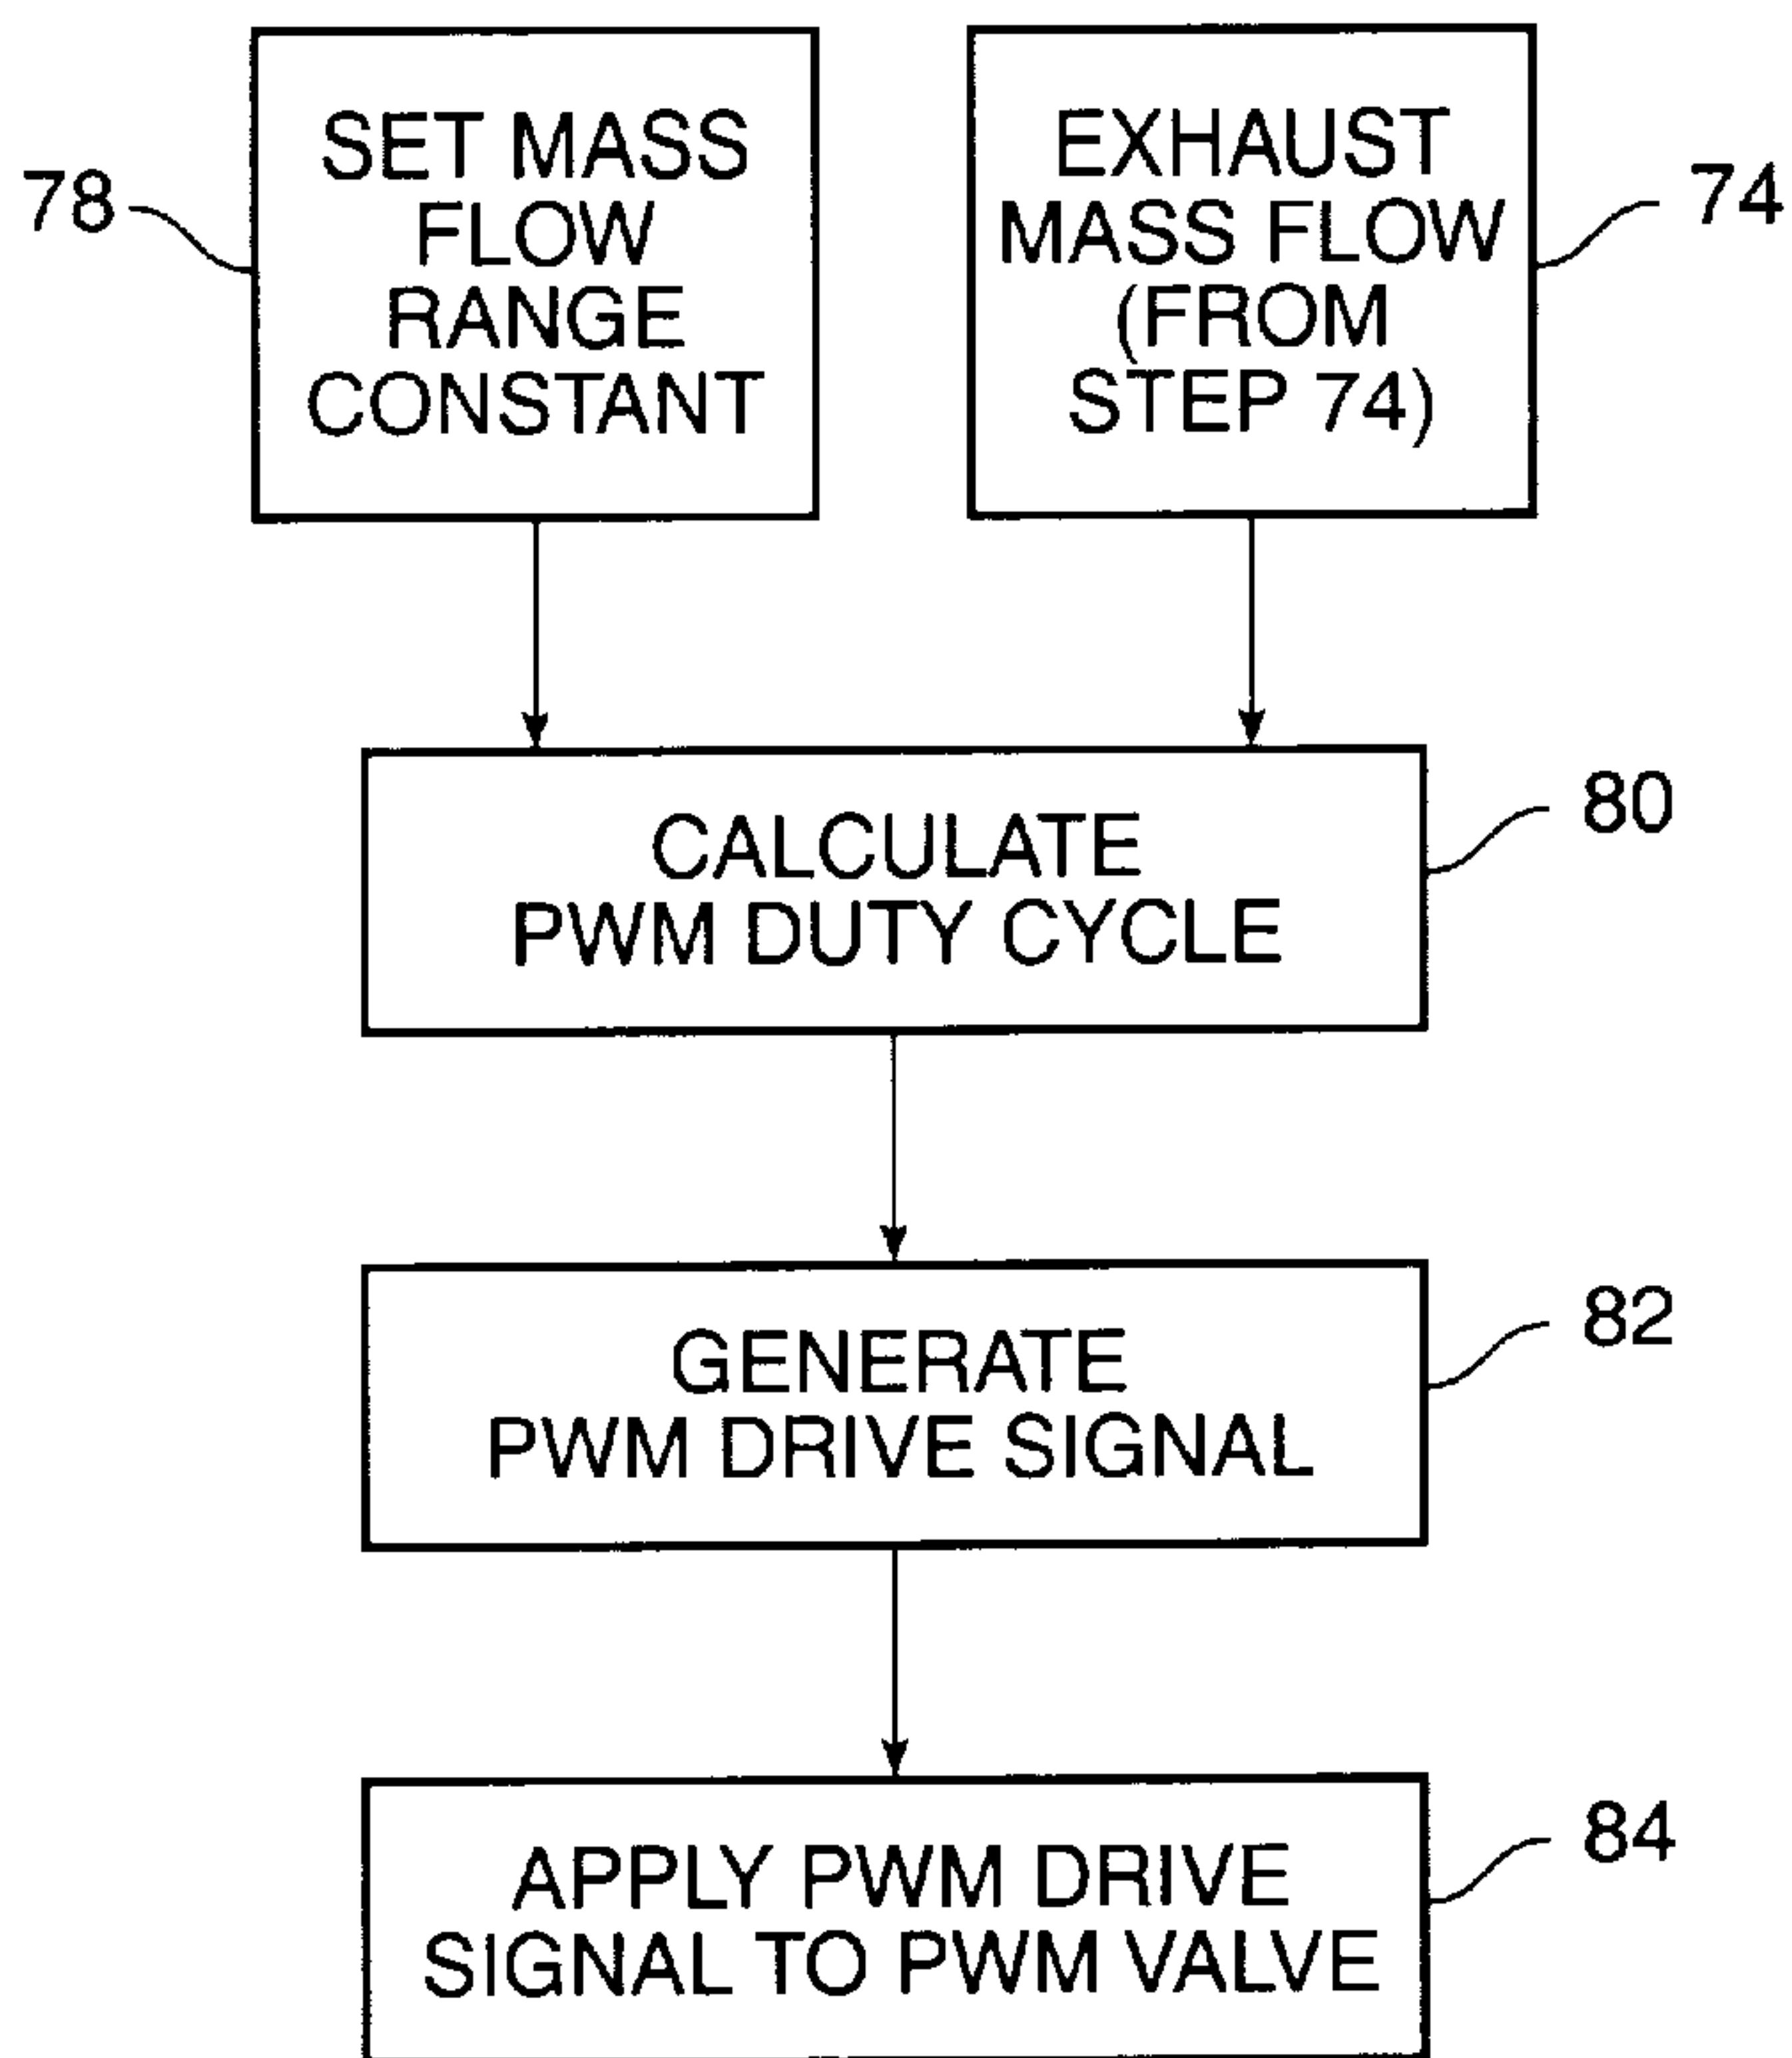 78
SET MASS
FLOW
RANGE
CONSTANT
EXHAUST
MASS FLOW
(FROM
STEP 74)
74
CALCULATE
PWM DUTY CYCLE
80
GENERATE
PWM DRIVE SIGNAL
82
APPLY PWM DRIVE
SIGNAL TO PWM VALVE
84